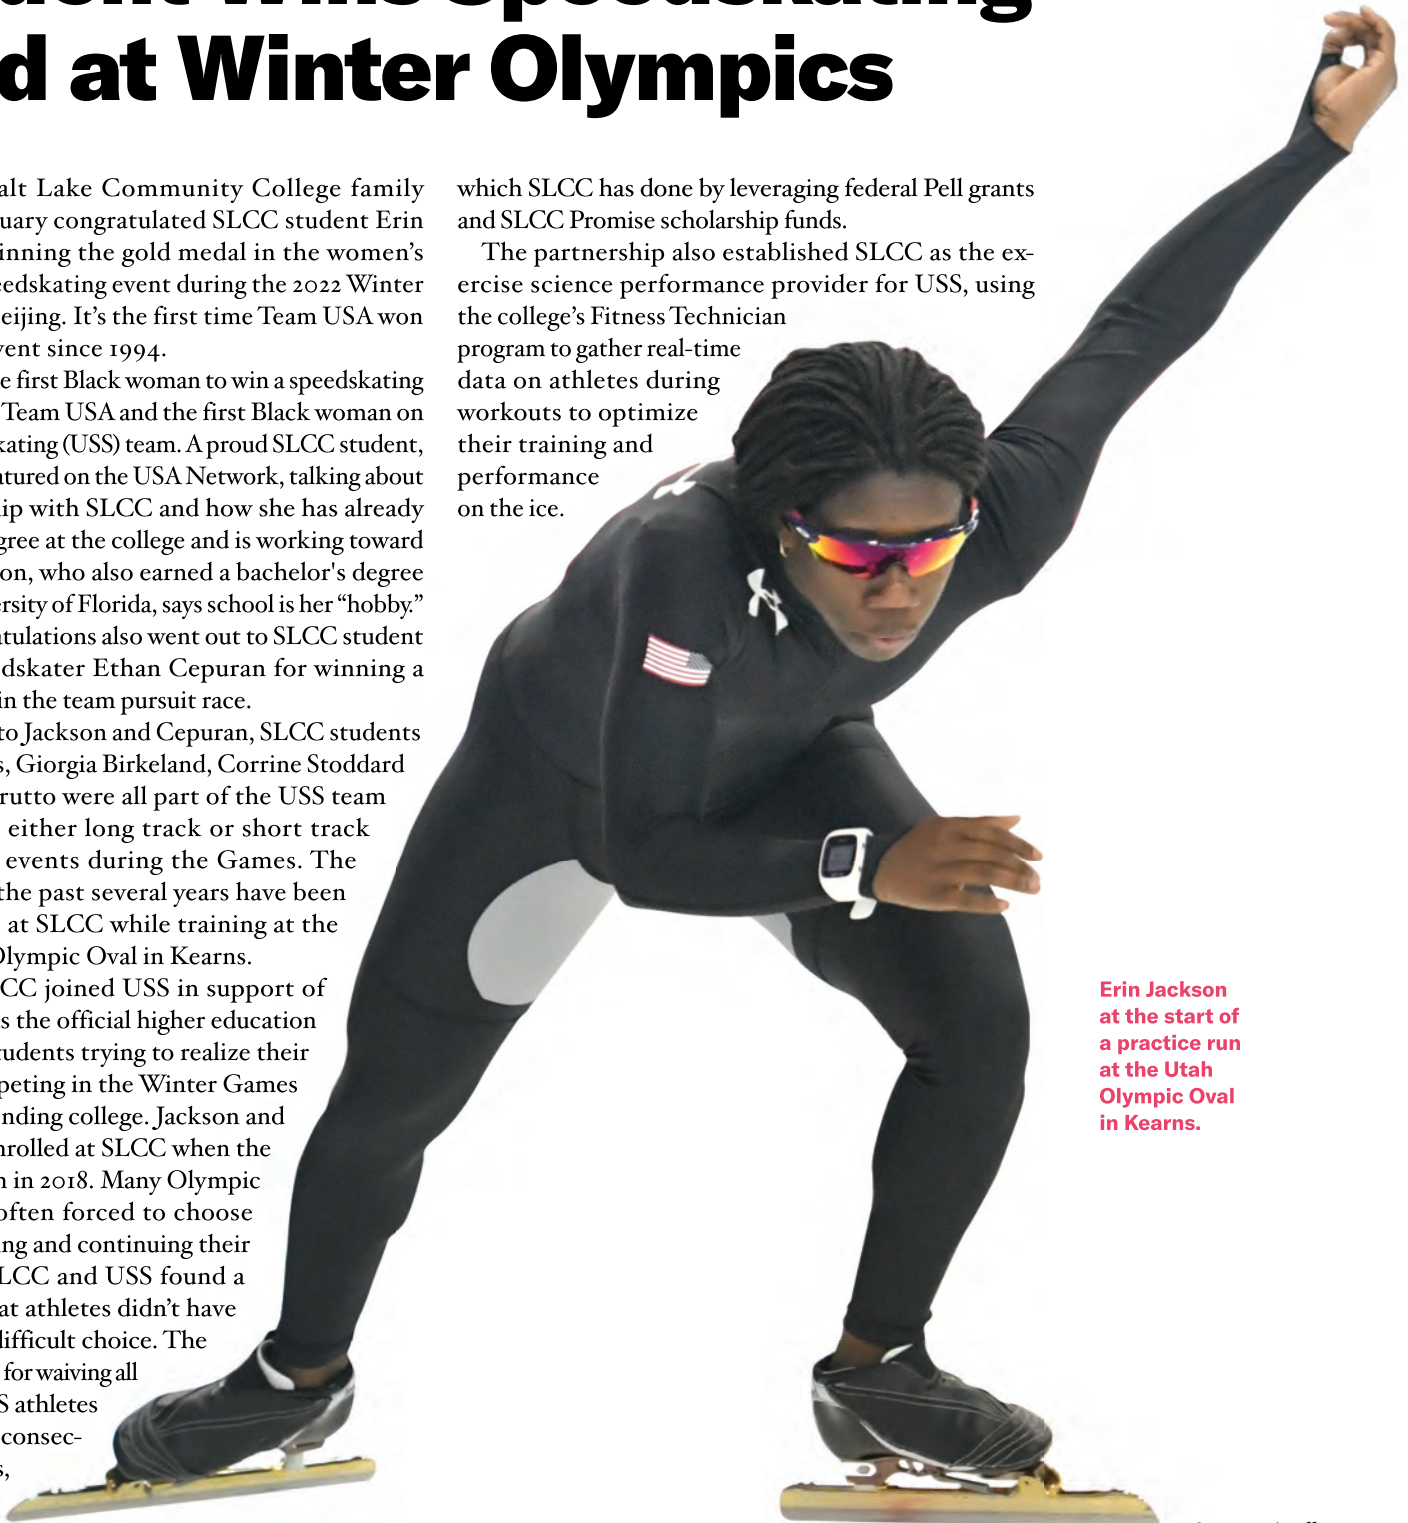 Wins Speedskating
d at Winter Olympics
alt Lake Community College family
uary congratulated SLCC student Erin
inning the gold medal in the women’s
eedskating event during the 2022 Winter
eijing. It’s the first time Team USA won
vent since 1994.
e first Black woman to win a speedskating
Team USA and the first Black woman on
kating (USS) team. A proud SLCC student,
atured on the USA Network, talking about
ip with SLCC and how she has already
gree at the college and is working toward
on, who also earned a bachelor's degree
ersity of Florida, says school is her “hobby.”
atulations also went out to SLCC student
dskater Ethan Cepuran for winning a
in the team pursuit race.
to Jackson and Cepuran, SLCC students
s, Giorgia Birkeland, Corrine Stoddard
rutto were all part of the USS team
either long track or short track
events during the Games. The
the past several years have been
at SLCC while training at the
Olympic Oval in Kearns.
CC joined USS in support of
s the official higher education
tudents trying to realize their
peting in the Winter Games
nding college. Jackson and
nrolled at SLCC when the
n in 2018. Many Olympic
often forced to choose
ing and continuing their
LCC and USS found a
at athletes didn’t have
difficult choice. The
for waiving all
S athletes
consec-
s,
which SLCC has done by leveraging federal Pell grants
and SLCC Promise scholarship funds.
The partnership also established SLCC as the ex-
ercise science performance provider for USS, using
the college’s Fitness Technician
program to gather real-time
data on athletes during
workouts to optimize
their training and
performance
on the ice.
Erin Jackson
at the start of
a practice run
at the Utah
Olympic Oval
in Kearns.